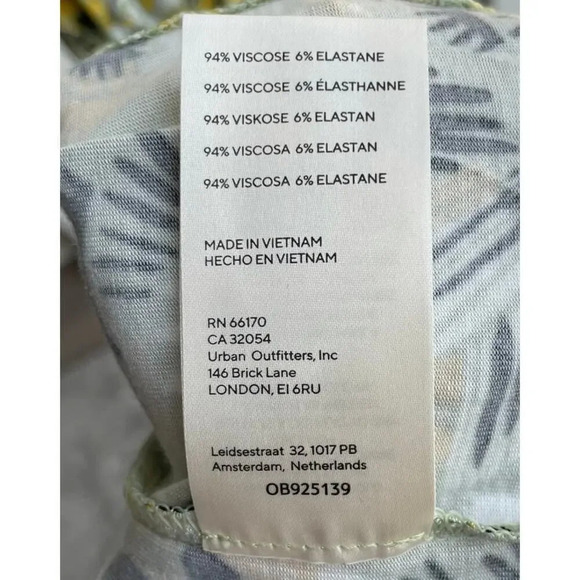 94% VISCOSE 6% ELASTANE
94% VISCOSE 6% ÉLASTHANNE
94% VISKOSE 6% ELASTAN
94% VISCOSA 6% ELASTAN
94% VISCOSA 6% ELASTANE
MADE IN VIETNAM
HECHO EN VIETNAM
RN 66170
CA 32054
Urban Outfitters, Inc
146 Brick Lane
LONDON, E1 6RU
Leidsestraat 32, 1017 PB
Amsterdam, Netherlands
OB925139